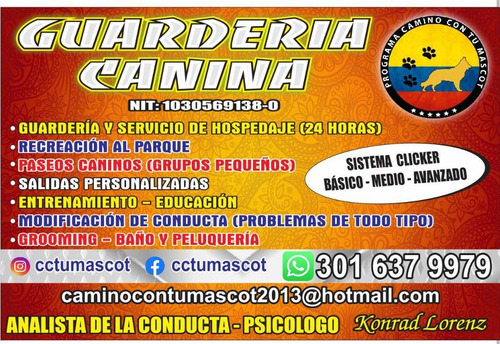 GUARDERIA
CANINA
NIT: 1030569138-0
PROGRAMA CAMINO CON TU MASCOT
• GUARDERÍA Y SERVICIO DE HOSPEDAJE (24 HORAS)
• RECREACIÓN AL PARQUE
• PASEOS CANINOS (GRUPOS PEQUEÑOS)
• SALIDAS PERSONALIZADAS
• ENTRENAMIENTO – EDUCACIÓN
• MODIFICACIÓN DE CONDUCTA (PROBLEMAS DE TODO TIPO)
• GROOMING – BAÑO Y PELUQUERÍA
SISTEMA CLICKER
BÁSICO - MEDIO - AVANZADO
cctumascot cctumascot 301 637 9979
caminocontumascot2013@hotmail.com
ANALISTA DE LA CONDUCTA - PSICOLOGO Konrad Lorenz